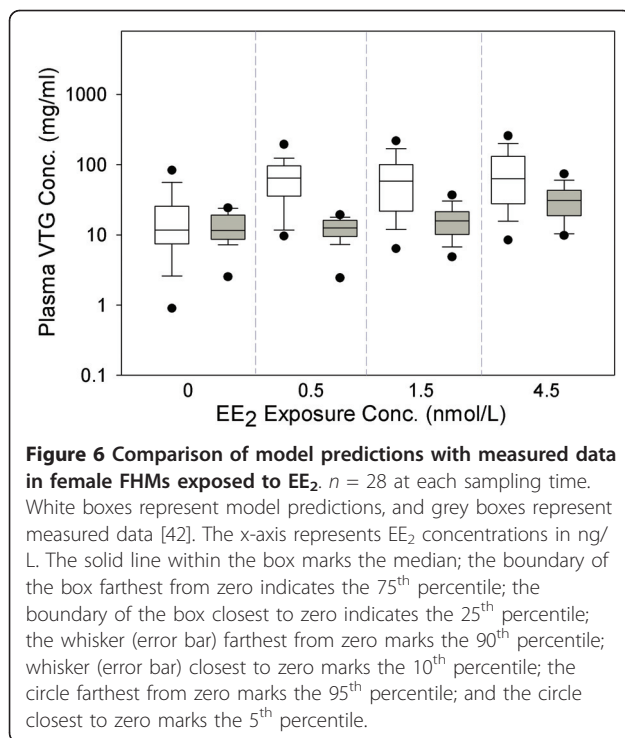 1000
100
10
1
0.1
Plasma VTG Conc. (mg/ml)
0 0.5 1.5 4.5
EE2 Exposure Conc. (nmol/L)
Figure 6 Comparison of model predictions with measured data
in female FHMs exposed to EE2. n = 28 at each sampling time.
White boxes represent model predictions, and grey boxes represent
measured data [42]. The x-axis represents EE2 concentrations in ng/
L. The solid line within the box marks the median; the boundary of
the box farthest from zero indicates the 75th percentile; the
boundary of the box closest to zero indicates the 25th percentile;
the whisker (error bar) farthest from zero marks the 90th percentile;
whisker (error bar) closest to zero marks the 10th percentile; the
circle farthest from zero marks the 95th percentile; and the circle
closest to zero marks the 5th percentile.